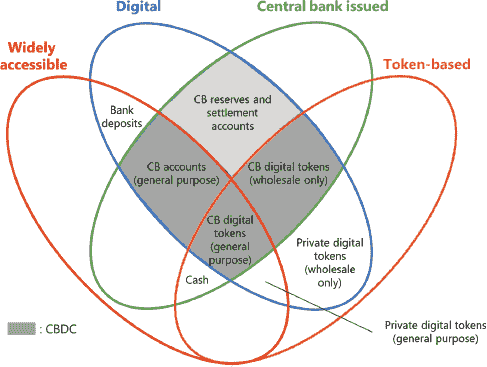 Digital
Central bank issued
Widely
accessible
Token-based
Bank
deposits
CB reserves and
settlement
accounts
CB accounts
(general purpose)
CB digital tokens
(wholesale only)
CB digital
tokens
(general
purpose)
Private digital
tokens
(wholesale
only)
Cash
: CBDC
Private digital tokens
(general purpose)